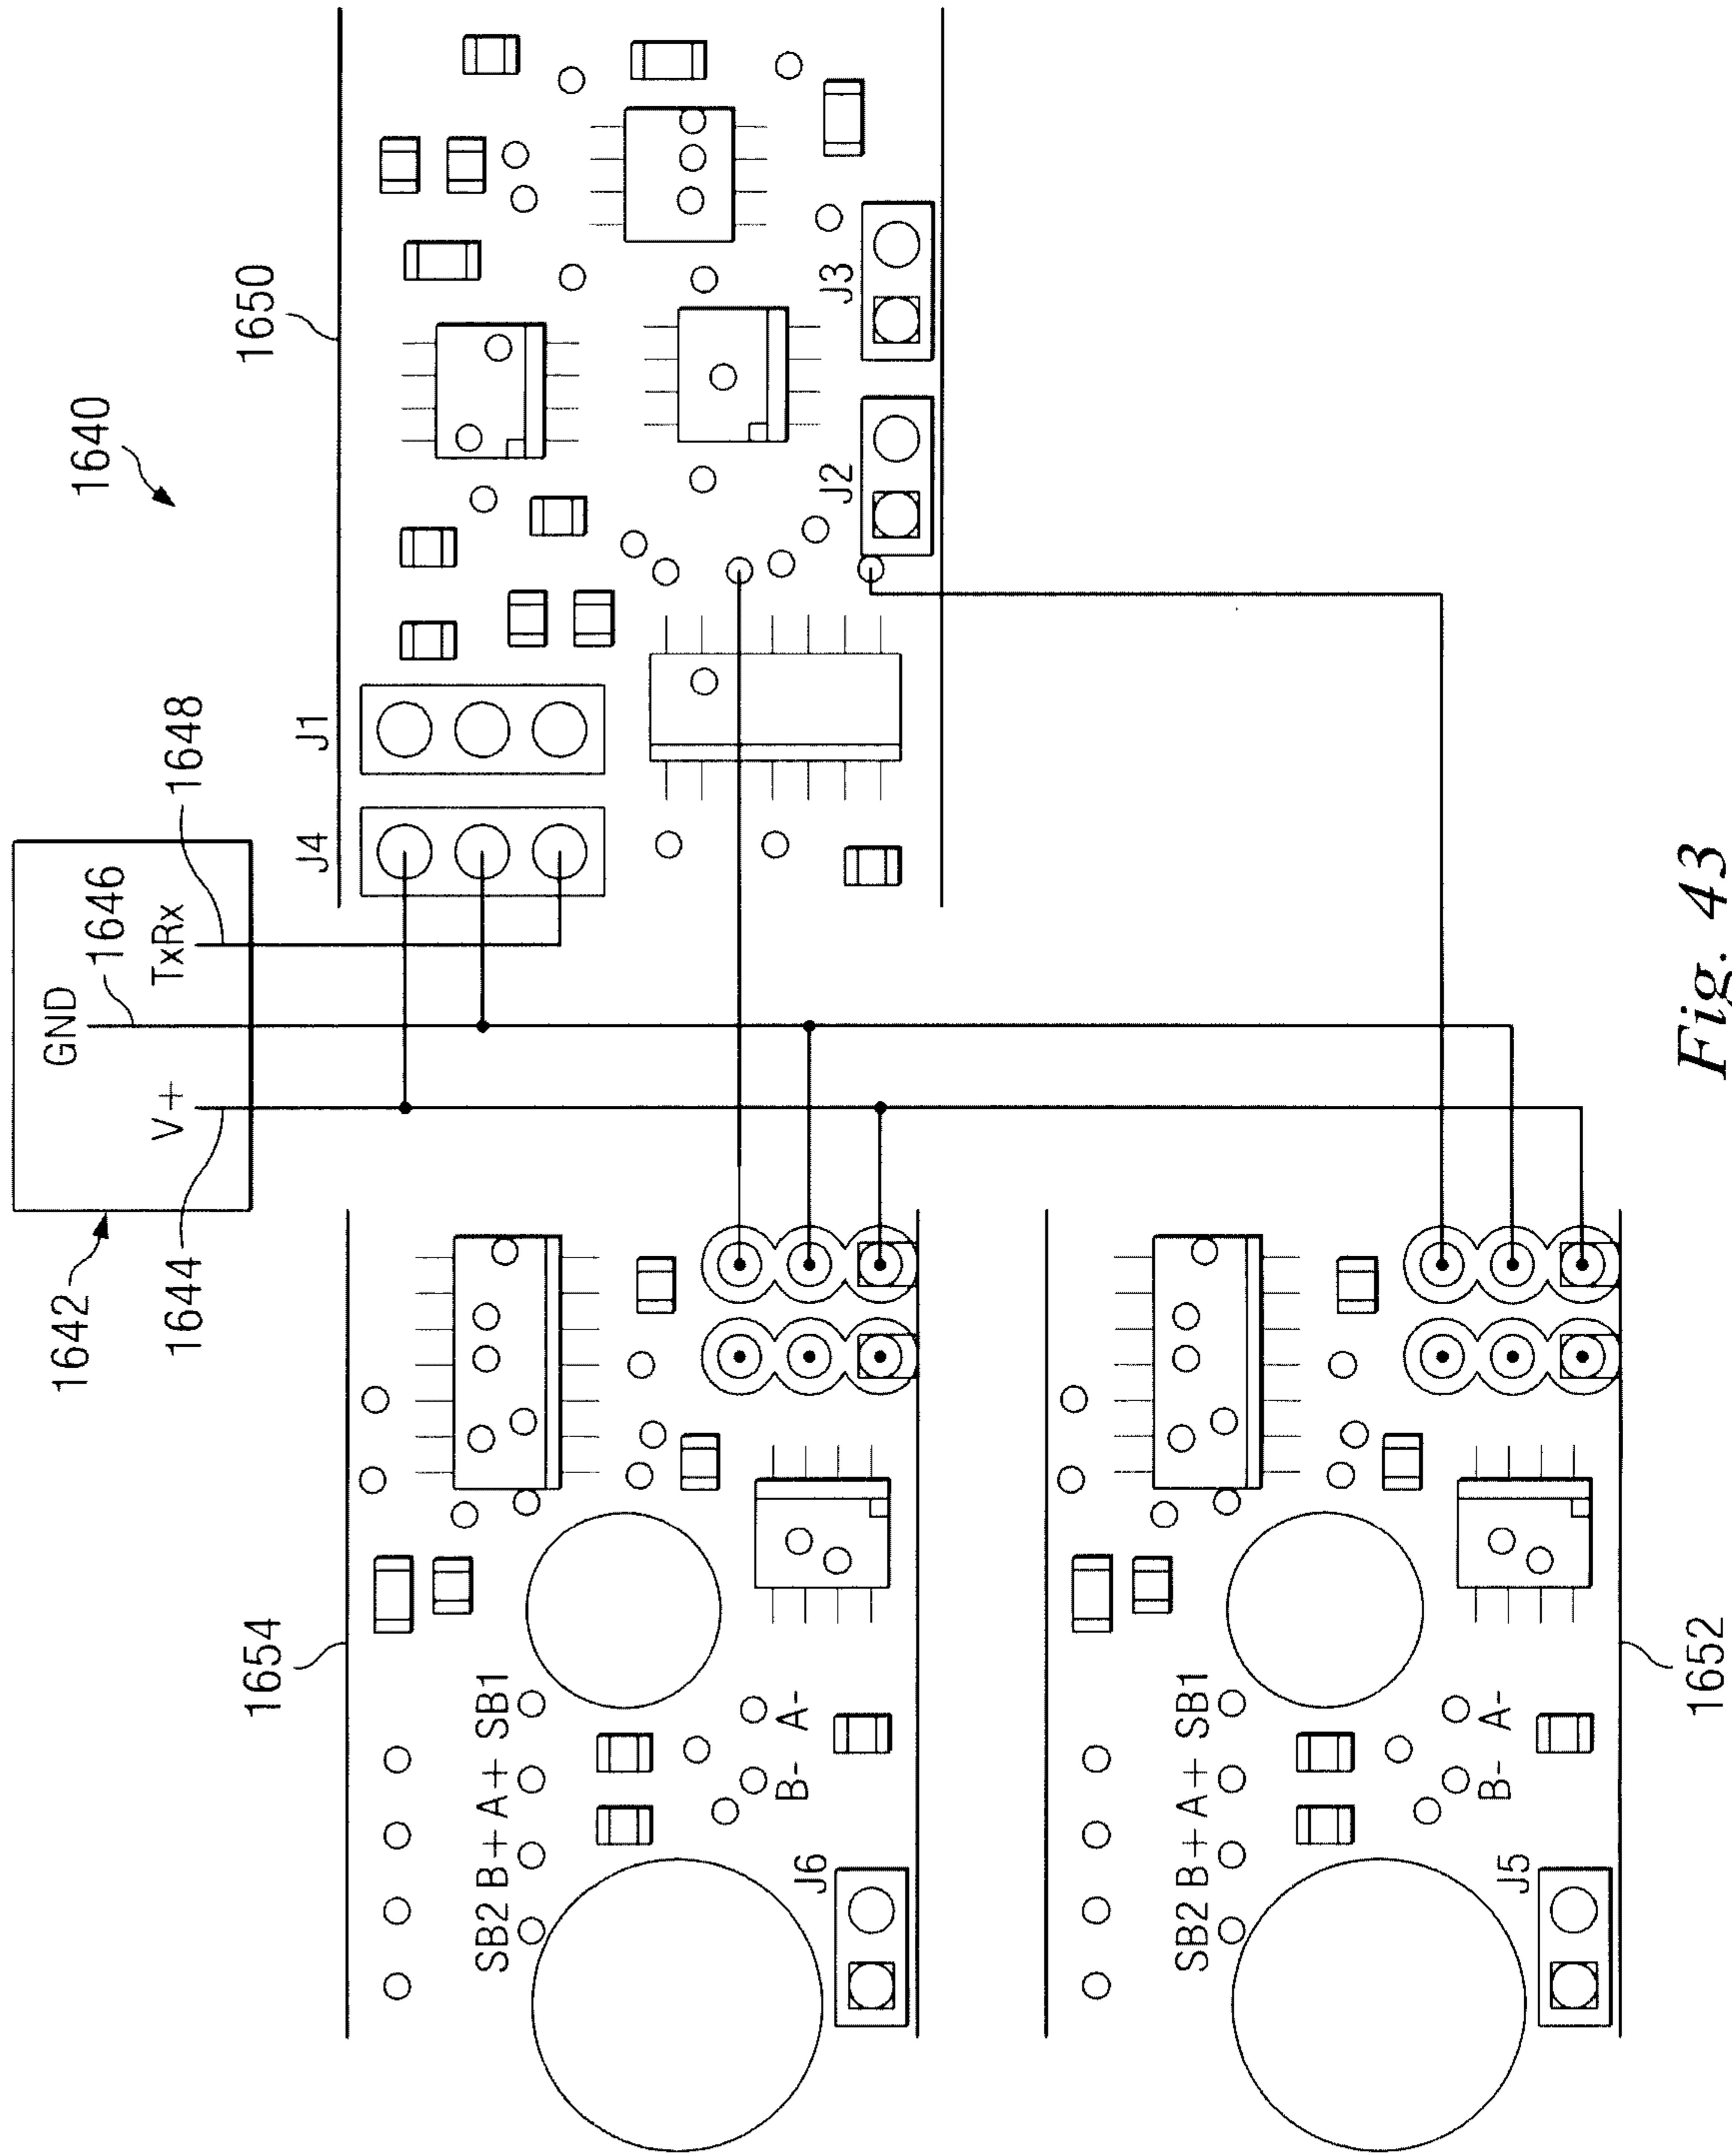 1640
1642
1644
V+
GND
1646
TxRx
1648
1650
J4
J1
J2
J3
1654
SB2 B+ A+ SB1
B- A-
J6
1652
SB2 B+ A+ SB1
B- A-
J5
Fig. 43